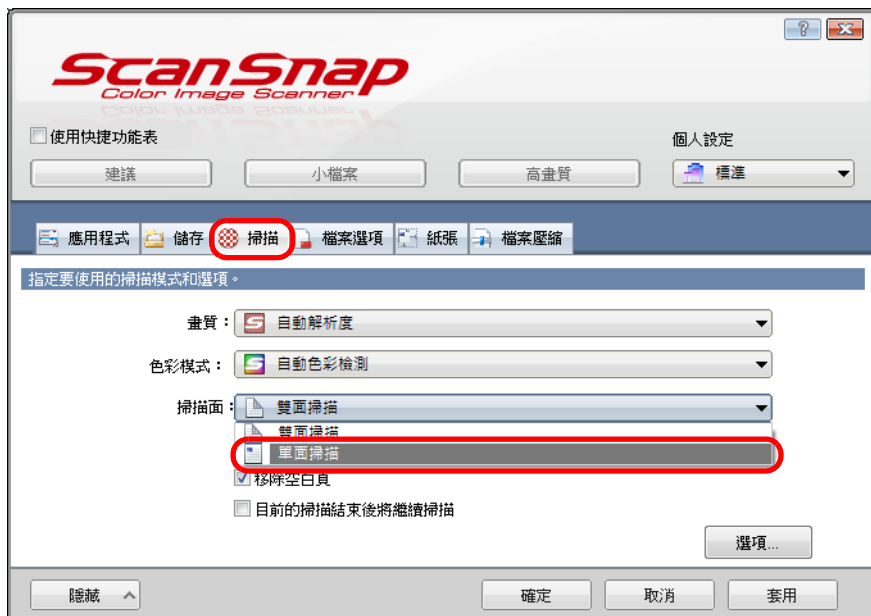 ScanSnap
Color Image Scanner
使用快捷功能表
個人設定
建議 小檔案 高畫質 標準
應用程式 儲存 掃描 檔案選項 紙張 檔案壓縮
指定要使用的掃描模式和選項。
畫質： 自動解析度
色彩模式： 自動色彩檢測
掃描面： 雙面掃描
雙面掃描
單面掃描
移除空白頁
目前的掃描結束後將繼續掃描
選項...
隱藏 確定 取消 套用